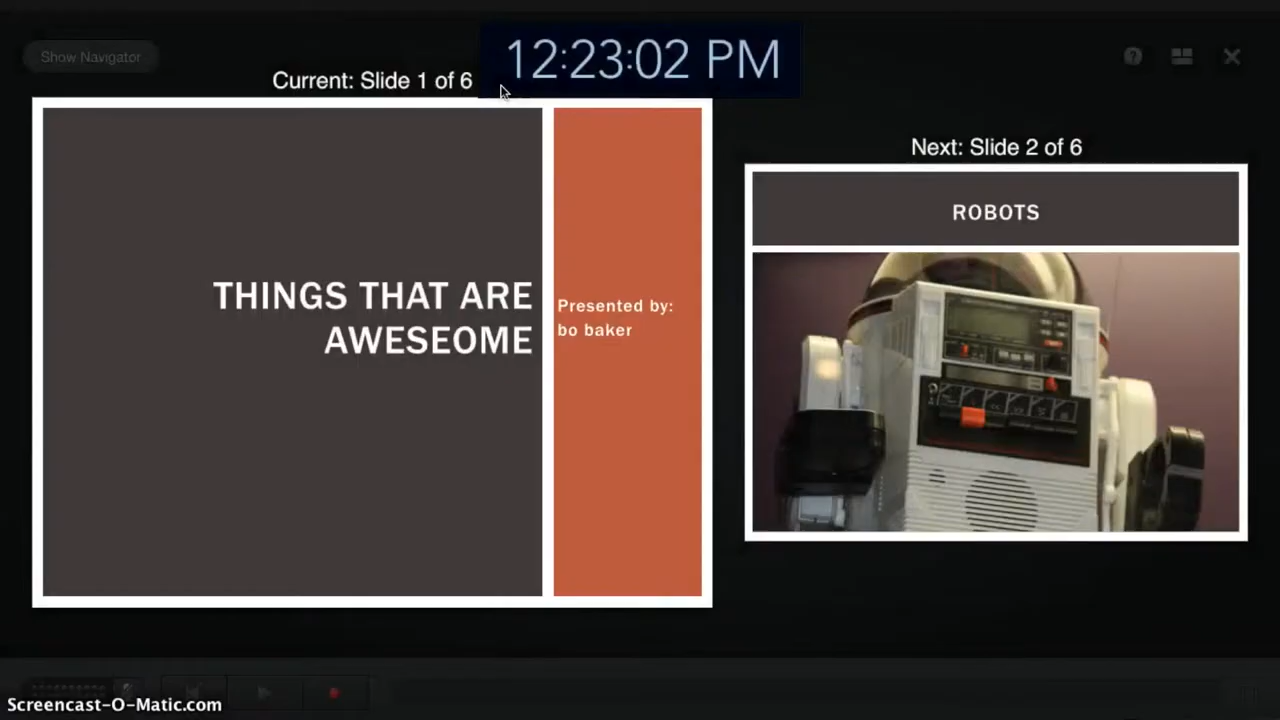 12:23:02 PM
Show Navigator
Current: Slide 1 of 6
Next: Slide 2 of 6
THINGS THAT ARE
AWESEOME
Presented by:
bo baker
ROBOTS
Screencast-O-Matic.com